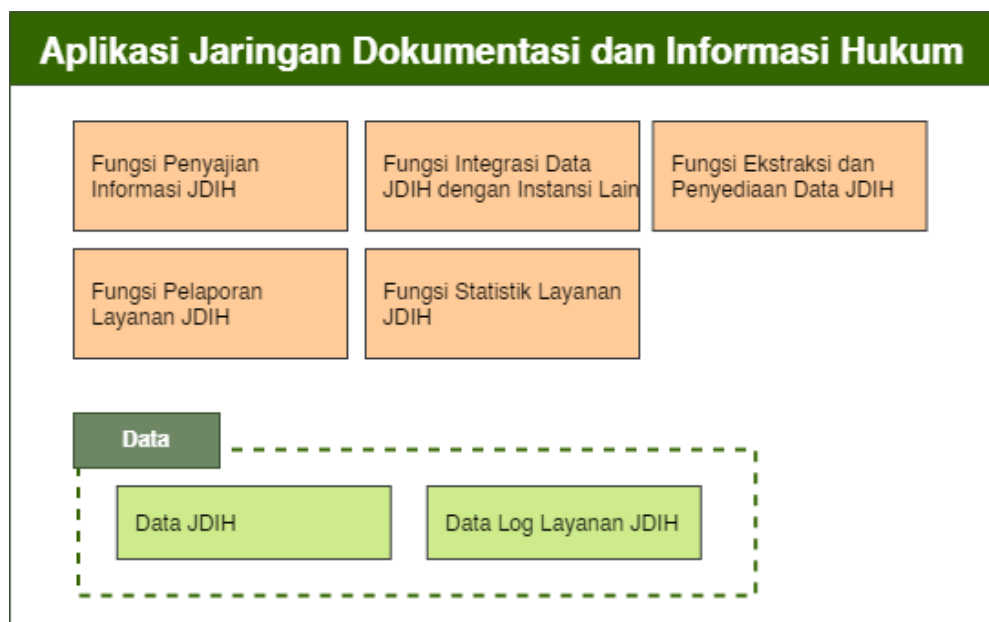 Aplikasi Jaringan Dokumentasi dan Informasi Hukum
Fungsi Penyajian
Informasi JDIH
Fungsi Integrasi Data
JDIH dengan Instansi Lain
Fungsi Ekstraksi dan
Penyediaan Data JDIH
Fungsi Pelaporan
Layanan JDIH
Fungsi Statistik Layanan
JDIH
Data
Data JDIH
Data Log Layanan JDIH